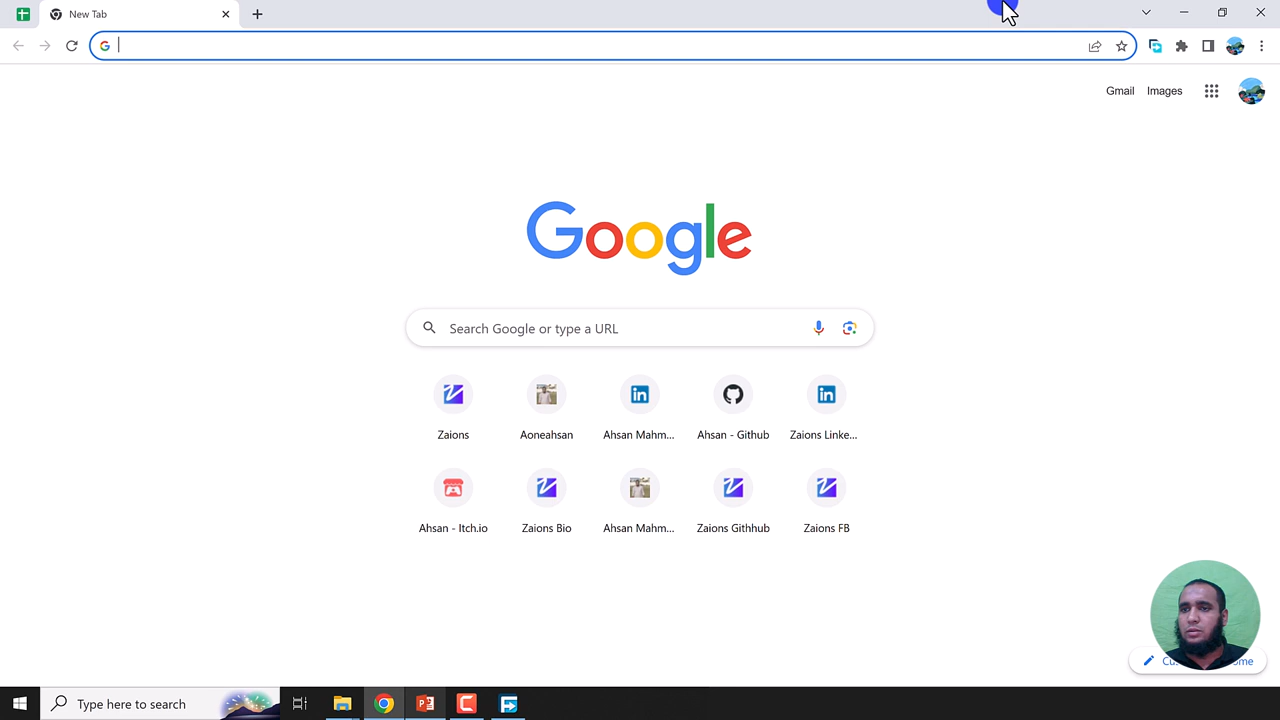 New Tab
Gmail
Images
Google
Search Google or type a URL
Zaions
Aoneahsan
Ahsan Mahm...
Ahsan - Github
Zaions Linke...
Ahsan - Itch.io
Zaions Bio
Ahsan Mahm...
Zaions Githhub
Zaions FB
Type here to search